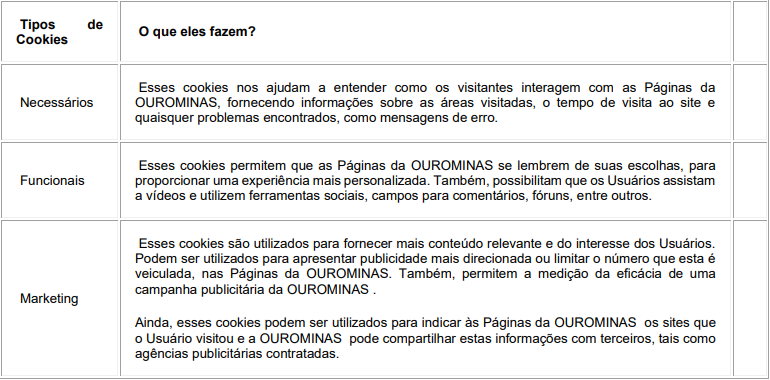 Tipos de
Cookies
O que eles fazem?
Necessários
Esses cookies nos ajudam a entender como os visitantes interagem com as Páginas da
OUROMINAS, fornecendo informações sobre as áreas visitadas, o tempo de visita ao site e
quaisquer problemas encontrados, como mensagens de erro.
Funcionais
Esses cookies permitem que as Páginas da OUROMINAS se lembrem de suas escolhas, para
proporcionar uma experiência mais personalizada. Também, possibilitam que os Usuários assistam
a vídeos e utilizem ferramentas sociais, campos para comentários, fóruns, entre outros.
Marketing
Esses cookies são utilizados para fornecer mais conteúdo relevante e do interesse dos Usuários.
Podem ser utilizados para apresentar publicidade mais direcionada ou limitar o número que esta é
veiculada, nas Páginas da OUROMINAS. Também, permitem a medição da eficácia de uma
campanha publicitária da OUROMINAS .
Ainda, esses cookies podem ser utilizados para indicar às Páginas da OUROMINAS os sites que
o Usuário visitou e a OUROMINAS pode compartilhar estas informações com terceiros, tais como
agências publicitárias contratadas.